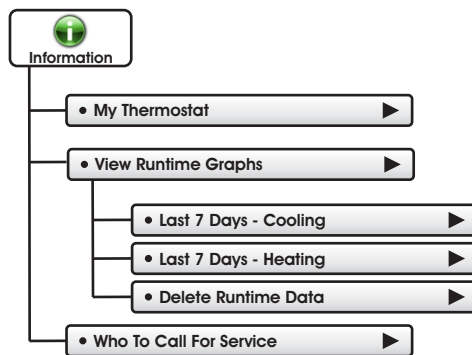 Information
• My Thermostat
• View Runtime Graphs
• Last 7 Days - Cooling
• Last 7 Days - Heating
• Delete Runtime Data
• Who To Call For Service